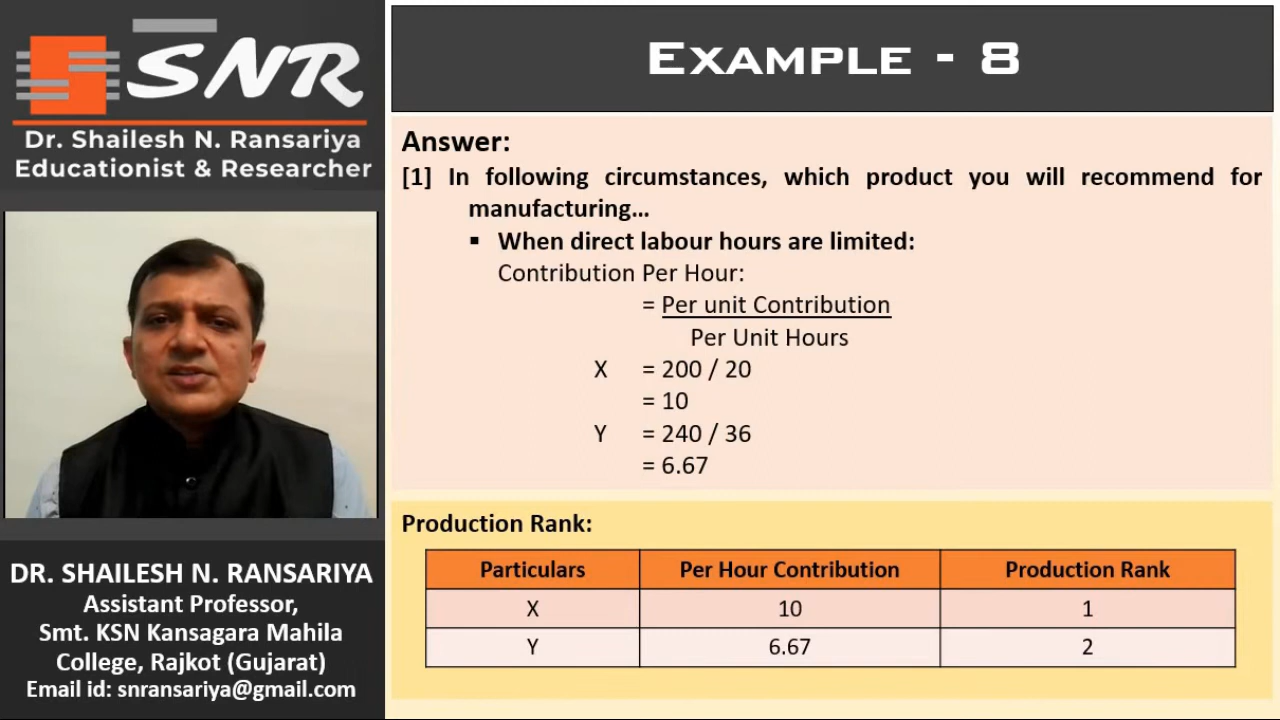 SNR
Dr. Shailesh N. Ransariya
Educationist & Researcher
DR. SHAILESH N. RANSARIYA
Assistant Professor,
Smt. KSN Kansagara Mahila
College, Rajkot (Gujarat)
Email id: snransariya@gmail.com
EXAMPLE - 8
Answer:
[1] In following circumstances, which product you will recommend for
manufacturing...
▪ When direct labour hours are limited:
Contribution Per Hour:
= Per unit Contribution
Per Unit Hours
X = 200 / 20
= 10
Y = 240 / 36
= 6.67
Production Rank:
Particulars Per Hour Contribution Production Rank
X 10 1
Y 6.67 2